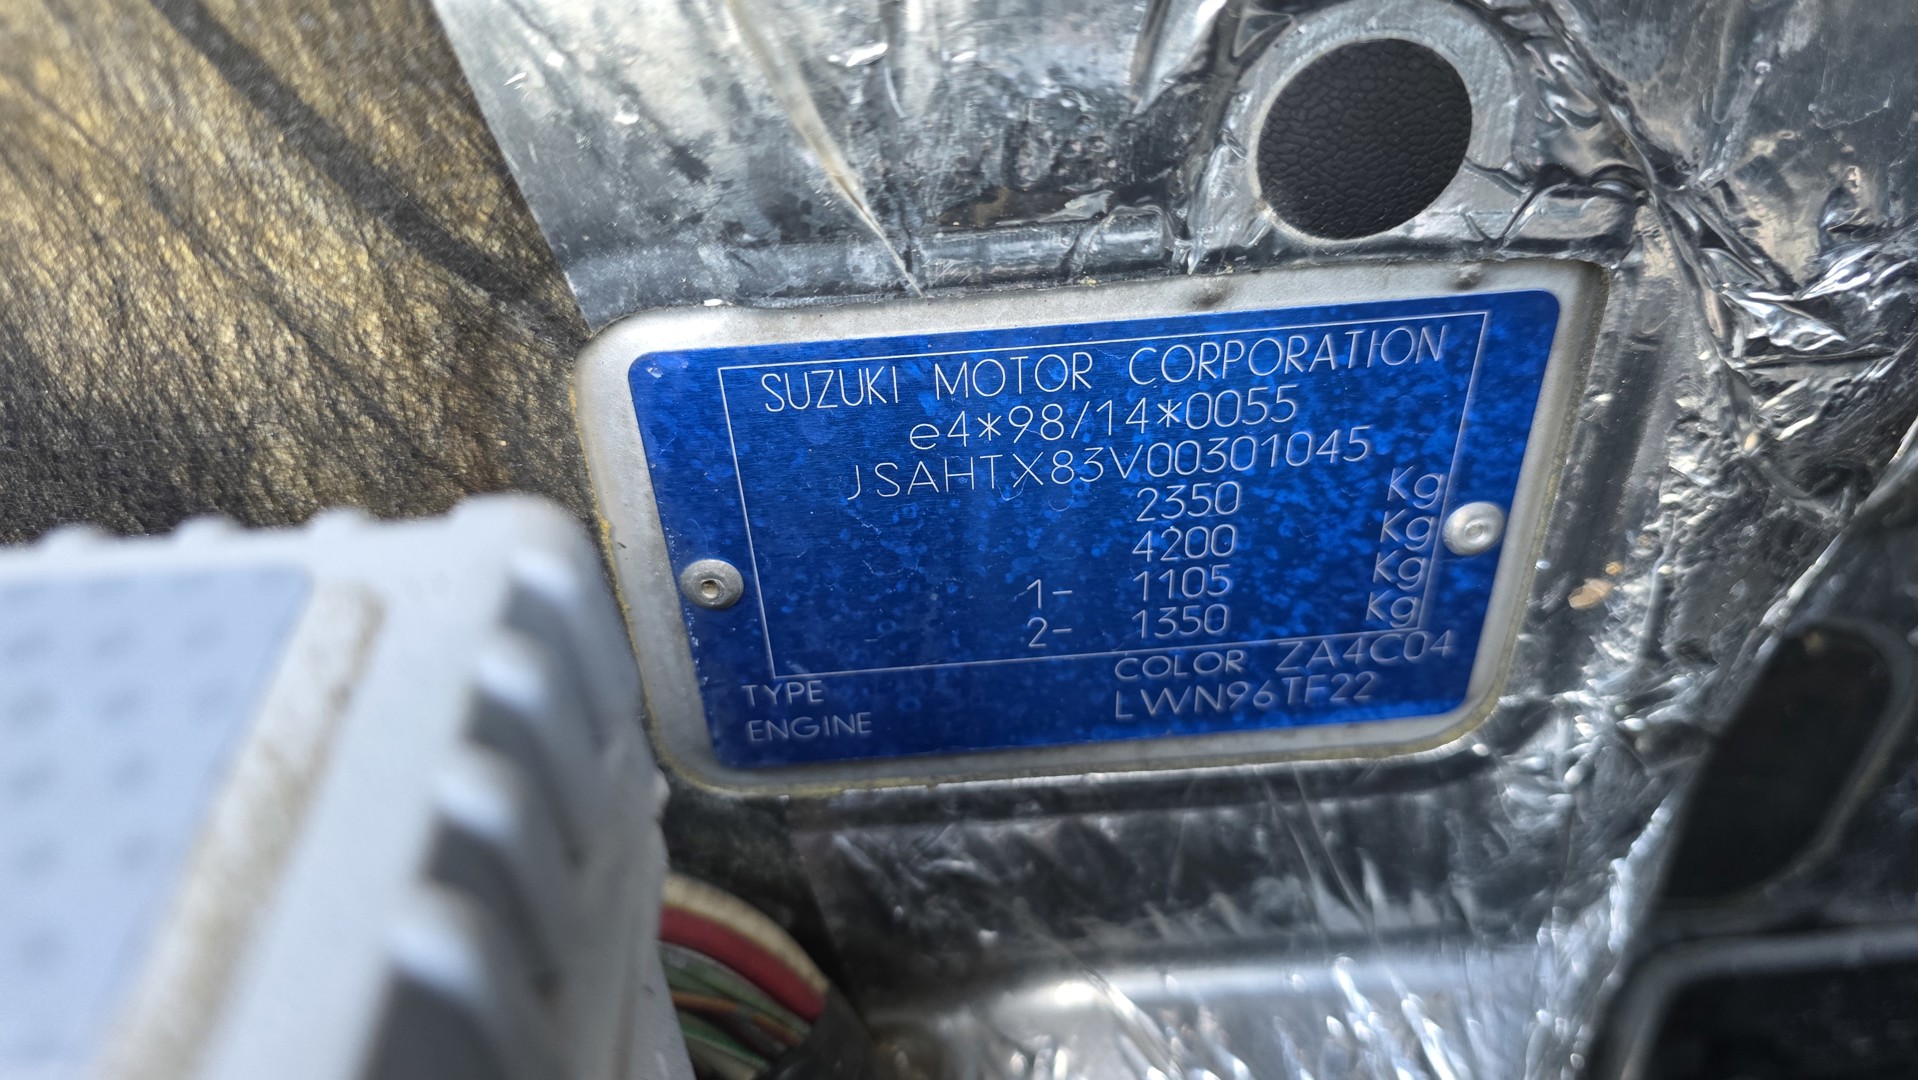 SUZUKI MOTOR CORPORATION
e4*98/14*0055
JSAHTX83V00301045
2350 Kg
4200 Kg
1- 1105 Kg
2- 1350 Kg
TYPE COLOR ZA4C04
ENGINE LWN96TF22